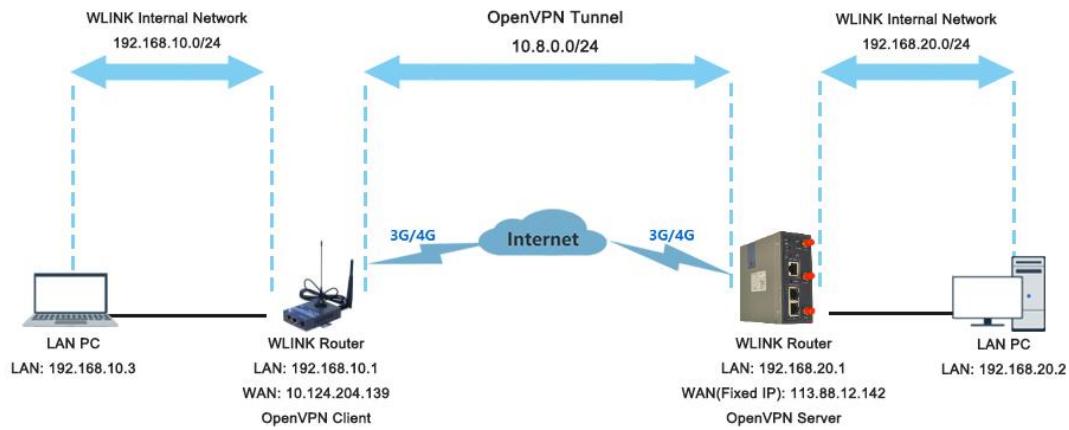 WLINK Internal Network
192.168.10.0/24
OpenVPN Tunnel
10.8.0.0/24
WLINK Internal Network
192.168.20.0/24
3G/4G
Internet
3G/4G
LAN PC
LAN: 192.168.10.3
WLINK Router
LAN: 192.168.10.1
WAN: 10.124.204.139
OpenVPN Client
WLINK Router
LAN: 192.168.20.1
WAN(Fixed IP): 113.88.12.142
OpenVPN Server
LAN PC
LAN: 192.168.20.2